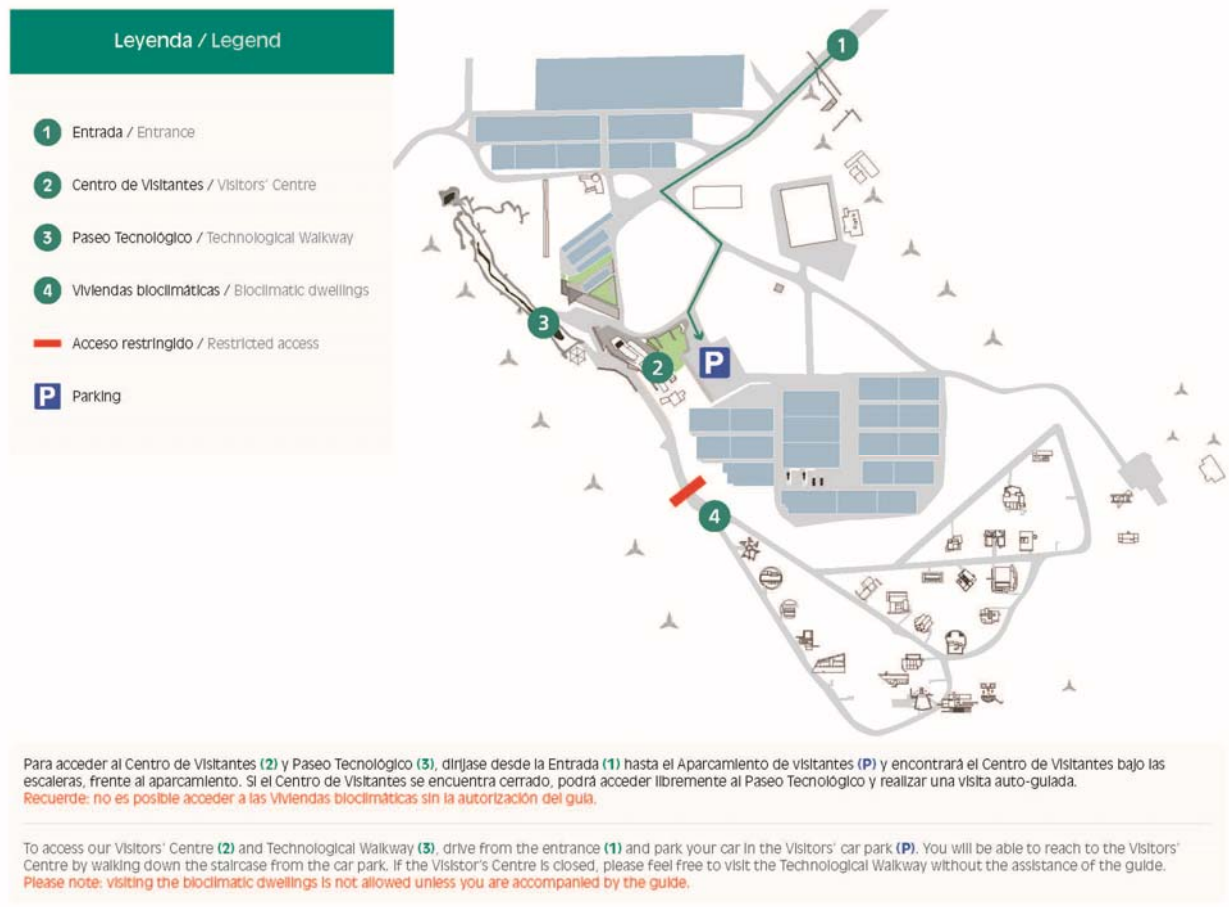 Leyenda / Legend
1 Entrada / Entrance
2 Centro de Visitantes / Visitors' Centre
3 Paseo Tecnológico / Technological Walkway
4 Viviendas bioclimáticas / Bioclimatic dwellings
Acceso restringido / Restricted access
P Parking
1
3
2
P
4
Para acceder al Centro de Visitantes (2) y Paseo Tecnológico (3), diríjase desde la Entrada (1) hasta el Aparcamiento de visitantes (P) y encontrará el Centro de Visitantes bajo las
escaleras, frente al aparcamiento. Si el Centro de Visitantes se encuentra cerrado, podrá acceder libremente al Paseo Tecnológico y realizar una visita auto-guiada.
Recuerde: no es posible acceder a las Viviendas bioclimáticas sin la autorización del guía.
To access our Visitors' Centre (2) and Technological Walkway (3), drive from the entrance (1) and park your car in the Visitors' car park (P). You will be able to reach to the Visitors'
Centre by walking down the staircase from the car park. If the Visistor's Centre is closed, please feel free to visit the Technological Walkway without the assistance of the guide.
Please note: visiting the bioclimatic dwellings is not allowed unless you are accompanied by the guide.